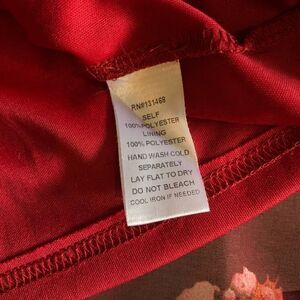 RN#131468
SELF
100%POLYESTER
LINING
100%POLYESTER
HAND WASH COLD
SEPARATELY
LAY FLAT TO DRY
DO NOT BLEACH
COOL IRON IF NEEDED